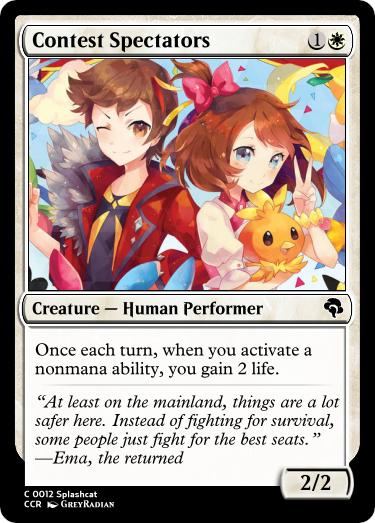 Contest Spectators 1
Creature — Human Performer
Once each turn, when you activate a
nonmana ability, you gain 2 life.
“At least on the mainland, things are a lot
safer here. Instead of fighting for survival,
some people just fight for the best seats.”
—Ema, the returned
2/2
C 0012 Splashcat
CCR GREYRADIAN